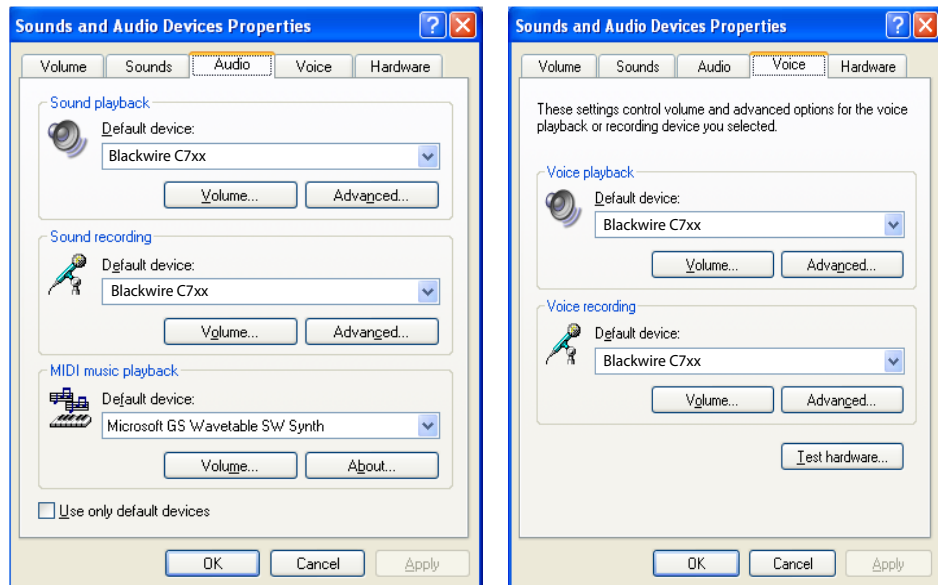 Sounds and Audio Devices Properties
Volume Sounds Audio Voice Hardware
Sound playback
Default device:
Blackwire C7xx
Volume... Advanced...
Sound recording
Default device:
Blackwire C7xx
Volume... Advanced...
MIDI music playback
Default device:
Microsoft GS Wavetable SW Synth
Volume... About...
Use only default devices
OK Cancel Apply
Sounds and Audio Devices Properties
Volume Sounds Audio Voice Hardware
These settings control volume and advanced options for the voice
playback or recording device you selected.
Voice playback
Default device:
Blackwire C7xx
Volume... Advanced...
Voice recording
Default device:
Blackwire C7xx
Volume... Advanced...
Test hardware...
OK Cancel Apply